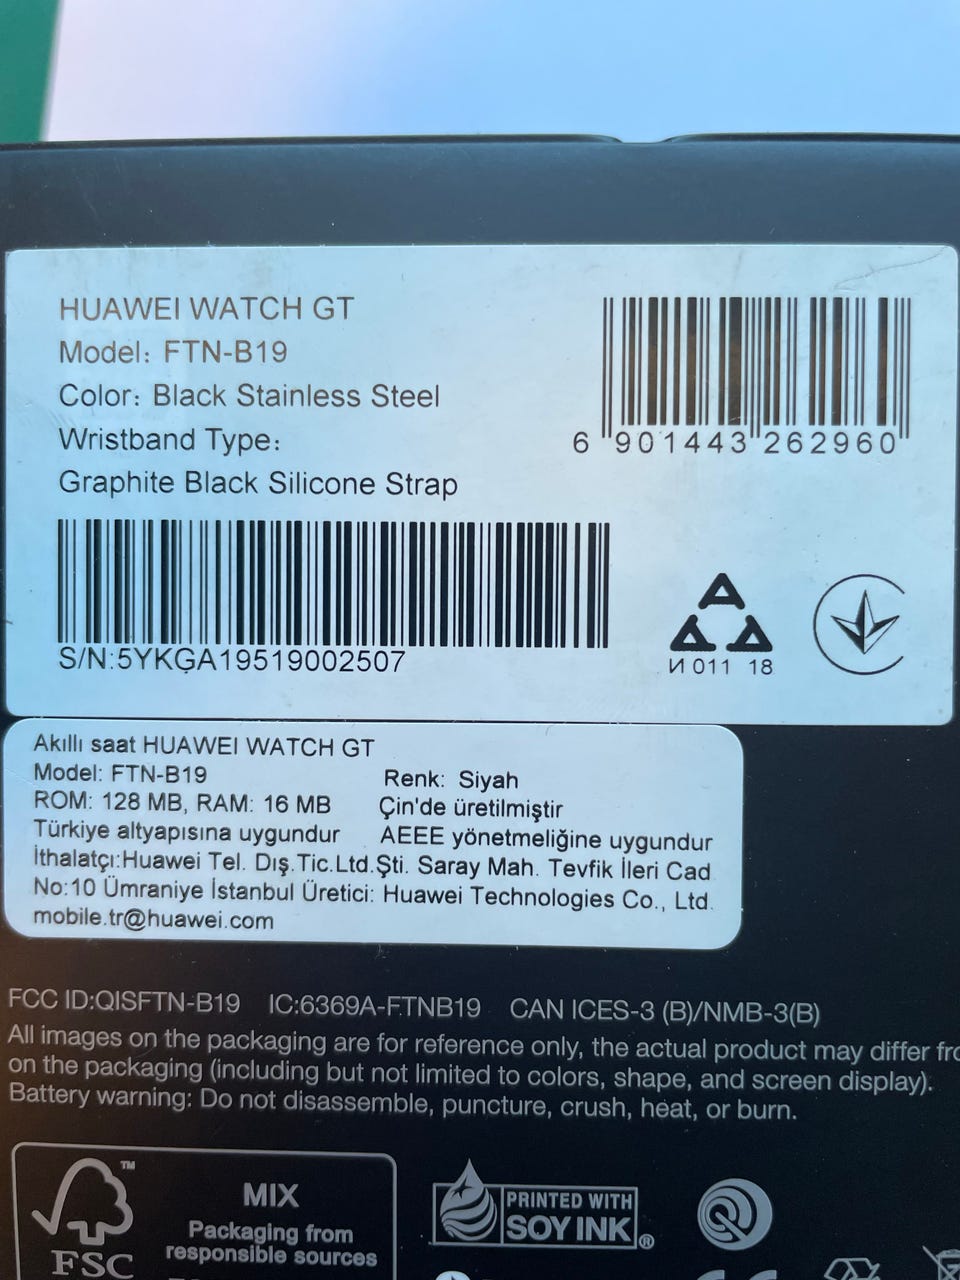 HUAWEI WATCH GT
Model: FTN-B19
Color: Black Stainless Steel
Wristband Type:
Graphite Black Silicone Strap
6 901443 262960
S/N:5YKGA19519002507
И 011 18
Akıllı saat HUAWEI WATCH GT
Model: FTN-B19 Renk: Siyah
ROM: 128 MB, RAM: 16 MB Çin'de üretilmiştir
Türkiye altyapısına uygundur AEEE yönetmeliğine uygundur
İthalatçı:Huawei Tel. Dış.Tic.Ltd.Şti. Saray Mah. Tevfik İleri Cad
No:10 Ümraniye İstanbul Üretici: Huawei Technologies Co., Ltd.
mobile.tr@huawei.com
FCC ID:QISFTN-B19 IC:6369A-FTNB19 CAN ICES-3 (B)/NMB-3(B)
All images on the packaging are for reference only, the actual product may differ fro
on the packaging (including but not limited to colors, shape, and screen display).
Battery warning: Do not disassemble, puncture, crush, heat, or burn.
FSC
TM
MIX
Packaging from
responsible sources
PRINTED WITH
SOY INK
®